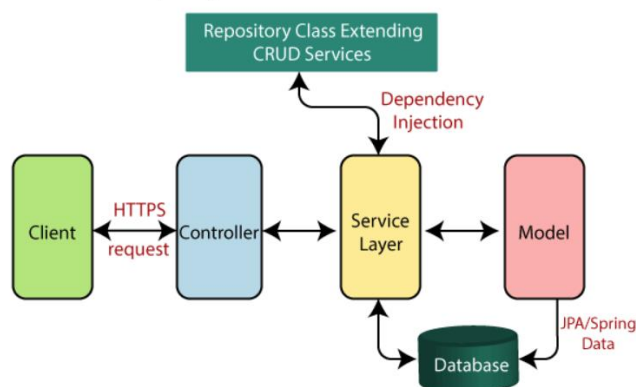 Repository Class Extending
CRUD Services
Dependency
Injection
Client
HTTPS
request
Controller
Service
Layer
Model
JPA/Spring
Data
Database